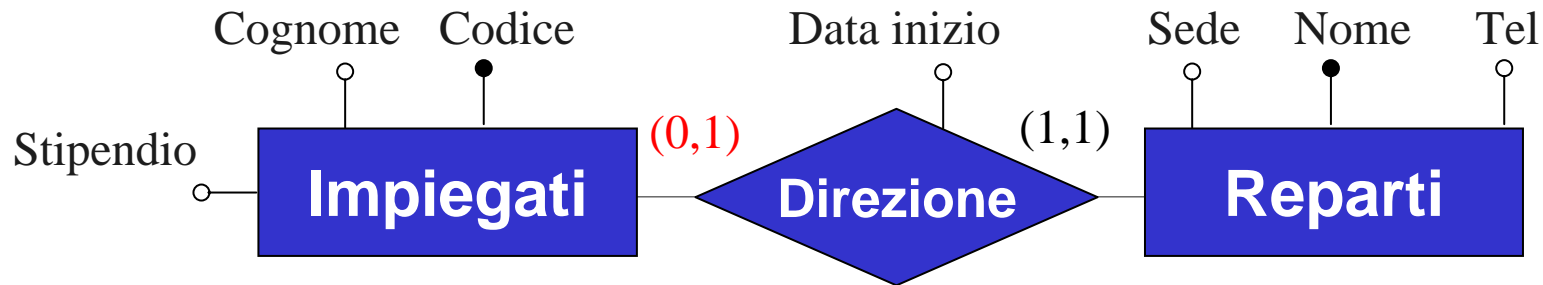 Cognome Codice Data inizio Sede Nome Tel
(0,1) (1,1)
Stipendio
Impiegati Direzione Reparti